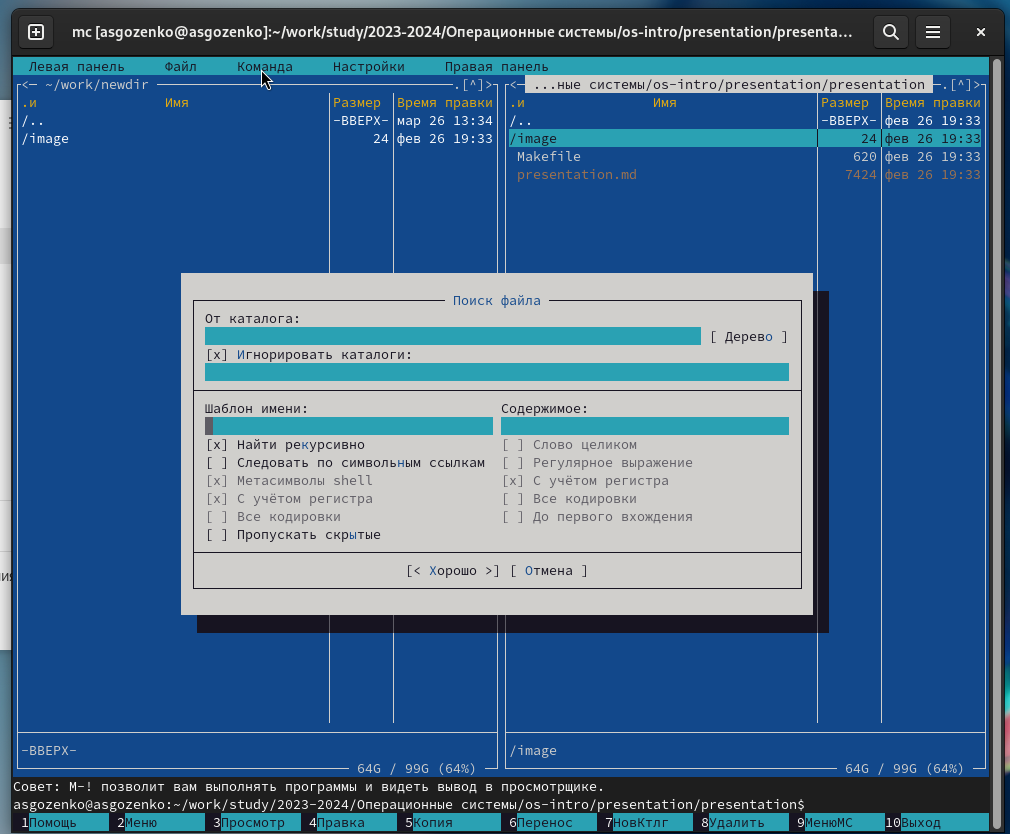 mc [asgozenko@asgozenko]:~/work/study/2023-2024/Операционные системы/os-intro/presentation/presenta...
Левая панель Файл Команда Настройки Правая панель
<— ~/work/newdir .[^]>
.и Имя Размер Время правки
/.. -ВВЕРХ- мар 26 13:34
/image 24 фев 26 19:33
<— ...ные системы/os-intro/presentation/presentation .[^]>
.и Имя Размер Время правки
/.. -ВВЕРХ- фев 26 19:33
/image 24 фев 26 19:33
Makefile 620 фев 26 19:33
presentation.md 7424 фев 26 19:33
Поиск файла
От каталога:
[ Дерево ]
[x] Игнорировать каталоги:
Шаблон имени: Содержимое:
[x] Найти рекурсивно [ ] Слово целиком
[ ] Следовать по символьным ссылкам [ ] Регулярное выражение
[x] Метасимволы shell [x] С учётом регистра
[x] С учётом регистра [ ] Все кодировки
[ ] Все кодировки [ ] До первого вхождения
[ ] Пропускать скрытые
[< Хорошо >] [ Отмена ]
-ВВЕРХ- /image
64G / 99G (64%) 64G / 99G (64%)
Совет: M-! позволит вам выполнять программы и видеть вывод в просмотрщике.
asgozenko@asgozenko:~/work/study/2023-2024/Операционные системы/os-intro/presentation/presentation$
1Помощь 2Меню 3Просмотр 4Правка 5Копия 6Перенос 7НовКтлг 8Удалить 9МенюМС 10Выход